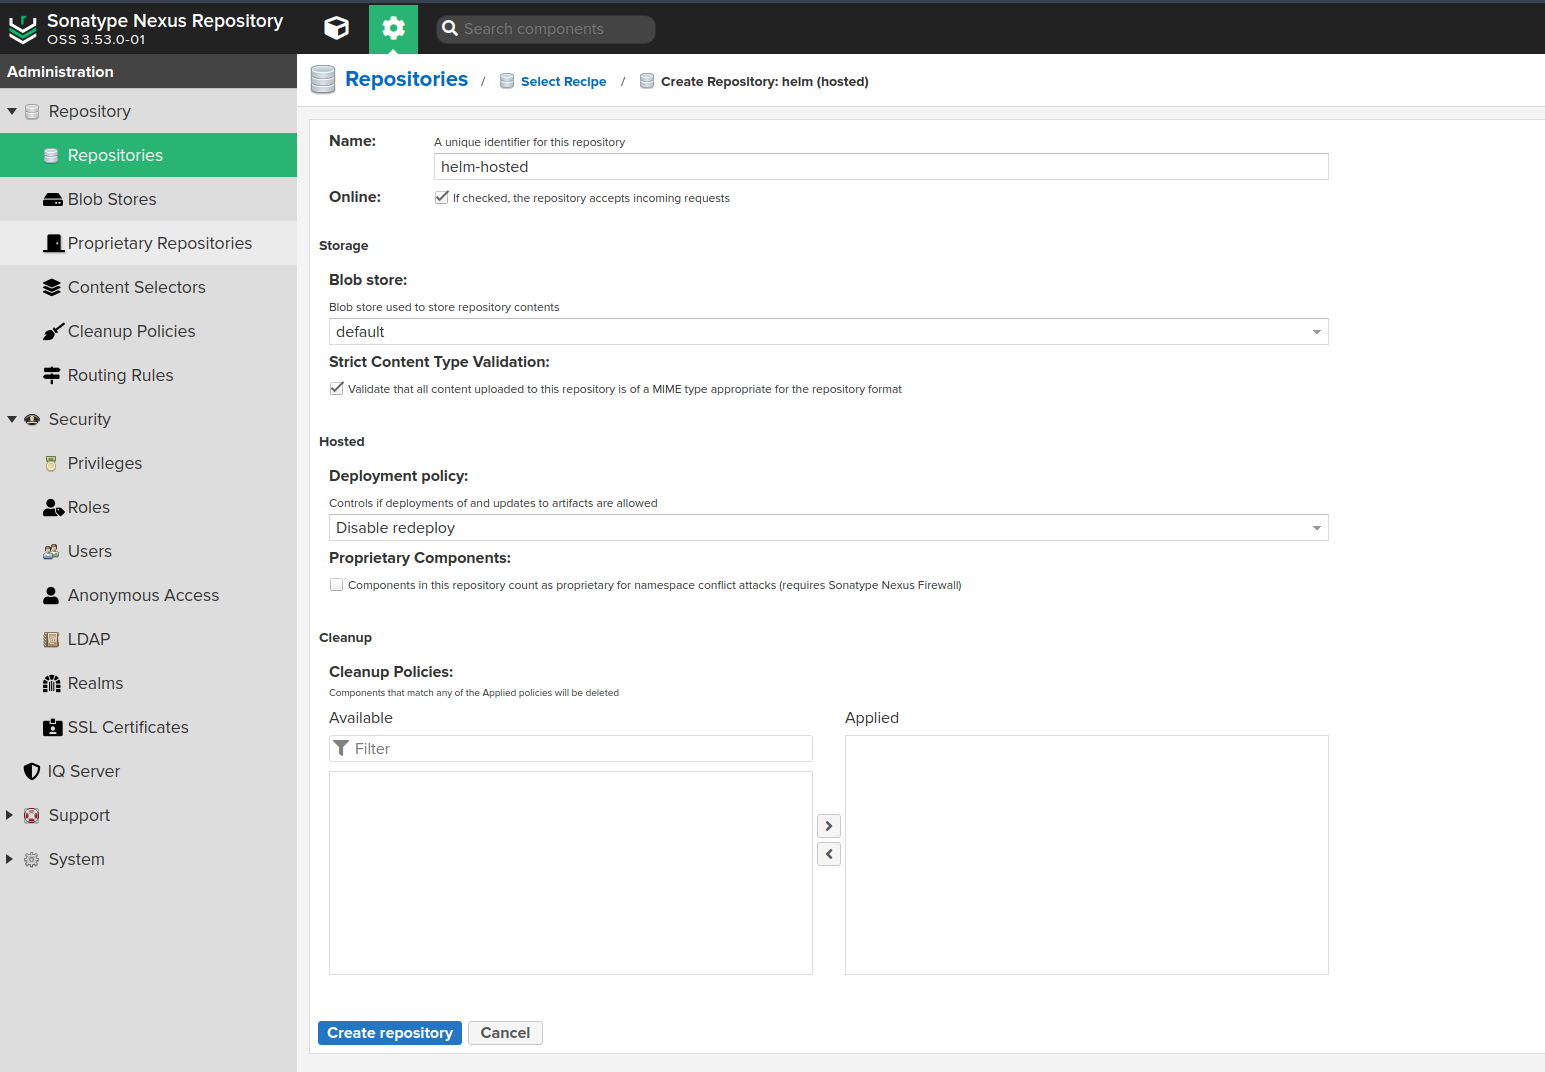 Sonatype Nexus Repository
OSS 3.53.0-01
Search components
Administration
Repository
Repositories
Blob Stores
Proprietary Repositories
Content Selectors
Cleanup Policies
Routing Rules
Security
Privileges
Roles
Users
Anonymous Access
LDAP
Realms
SSL Certificates
IQ Server
Support
System
Repositories / Select Recipe / Create Repository: helm (hosted)
Name: A unique identifier for this repository
helm-hosted
Online: If checked, the repository accepts incoming requests
Storage
Blob store:
Blob store used to store repository contents
default
Strict Content Type Validation:
Validate that all content uploaded to this repository is of a MIME type appropriate for the repository format
Hosted
Deployment policy:
Controls if deployments of and updates to artifacts are allowed
Disable redeploy
Proprietary Components:
Components in this repository count as proprietary for namespace conflict attacks (requires Sonatype Nexus Firewall)
Cleanup
Cleanup Policies:
Components that match any of the Applied policies will be deleted
Available Applied
Filter
Create repository Cancel